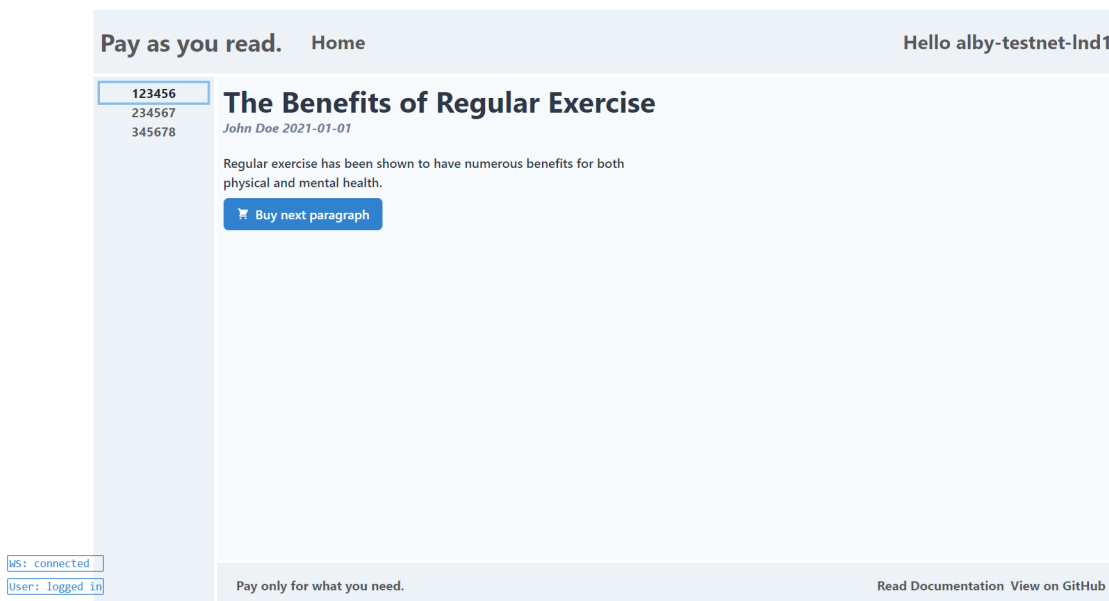 Pay as you read. Home Hello alby-testnet-lnd1
123456
234567
345678
The Benefits of Regular Exercise
John Doe 2021-01-01
Regular exercise has been shown to have numerous benefits for both
physical and mental health.
Buy next paragraph
WS: connected
User: logged in
Pay only for what you need. Read Documentation View on GitHub